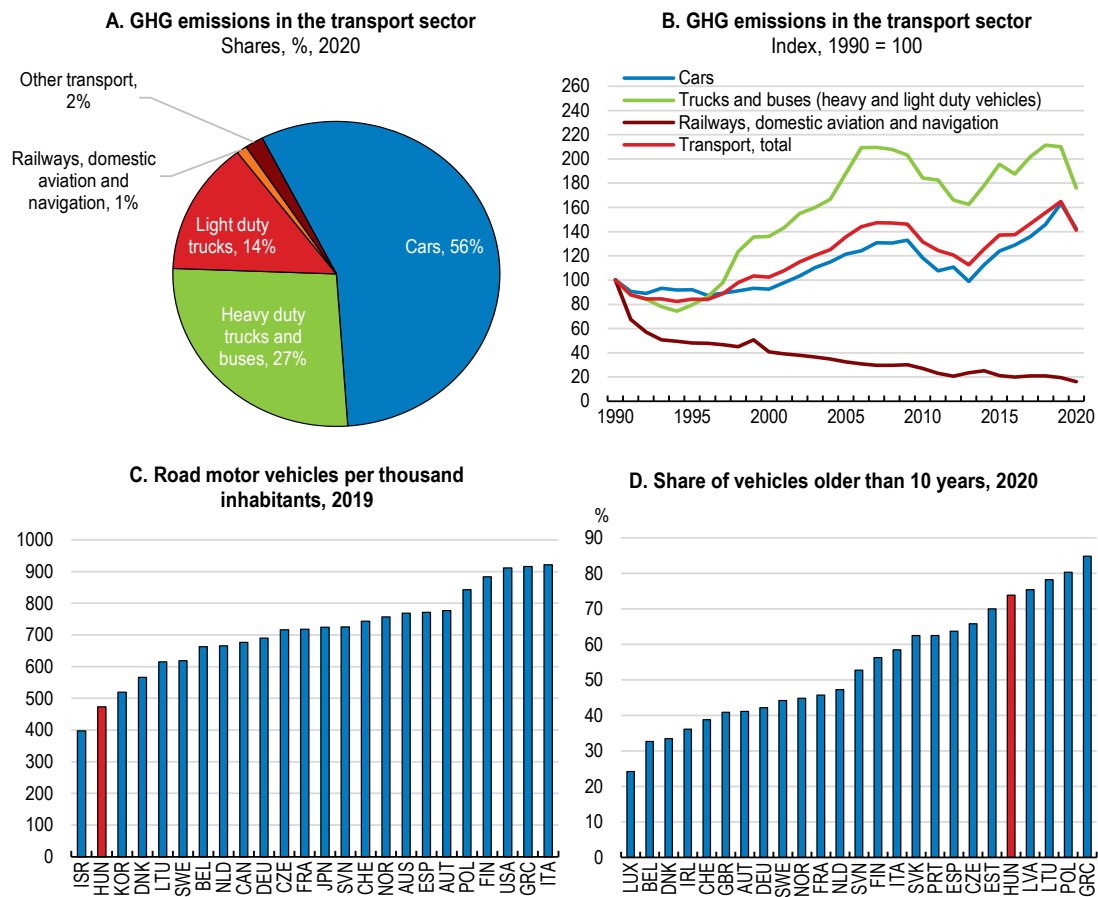 A. GHG emissions in the transport sector
Shares, %, 2020
Other transport,
2%
Railways, domestic
aviation and
navigation, 1%
Light duty
trucks, 14%
Cars, 56%
Heavy duty
trucks and
buses, 27%
B. GHG emissions in the transport sector
Index, 1990 = 100
260
240
220
200
180
160
140
120
100
80
60
40
20
0
Cars
Trucks and buses (heavy and light duty vehicles)
Railways, domestic aviation and navigation
Transport, total
1990 1995 2000 2005 2010 2015 2020
C. Road motor vehicles per thousand
inhabitants, 2019
1000
900
800
700
600
500
400
300
200
100
0
ISR HUN KOR DNK LTU SWE BEL NLD CAN DEU CZE FRA JPN SVN CHE NOR AUS ESP AUT POL FIN USA GRC ITA
D. Share of vehicles older than 10 years, 2020
%
90
80
70
60
50
40
30
20
10
0
LUX BEL DNK IRL CHE GBR AUT DEU SWE NOR FRA NLD SVN FIN ITA SVK PRT ESP CZE EST HUN LVA LTU POL GRC